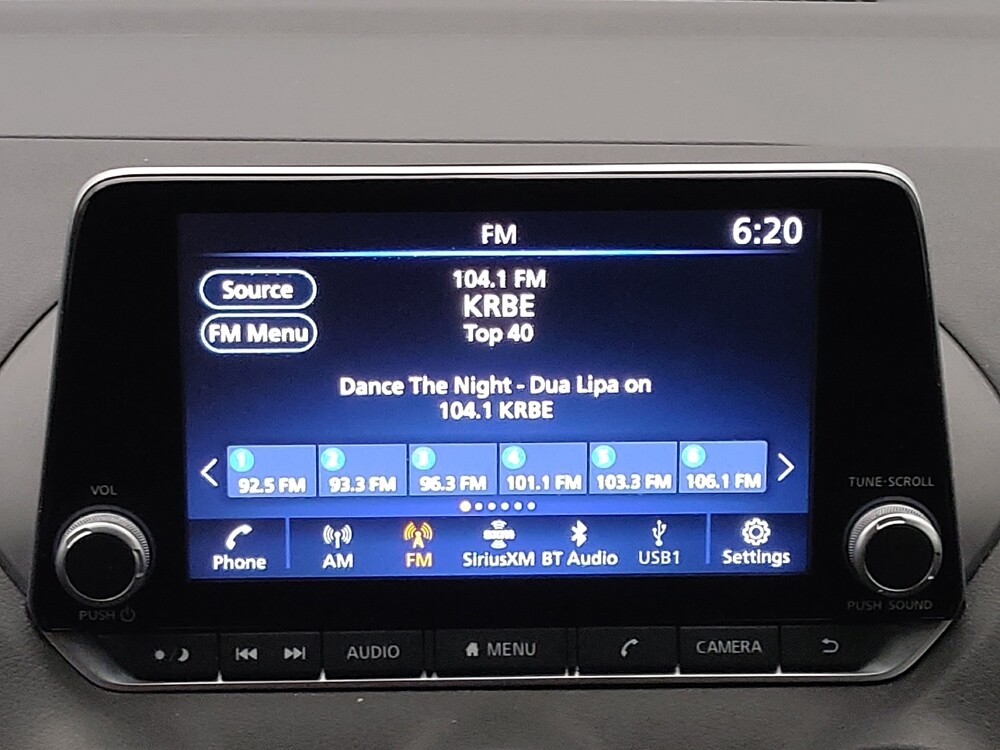 FM 6:20
Source
FM Menu
104.1 FM
KRBE
Top 40
Dance The Night - Dua Lipa on
104.1 KRBE
1 2 3 4 5 6
92.5 FM 93.3 FM 96.3 FM 101.1 FM 103.3 FM 106.1 FM
Phone AM FM SiriusXM BT Audio USB1 Settings
VOL
PUSH
TUNE·SCROLL
PUSH SOUND
AUDIO MENU CAMERA